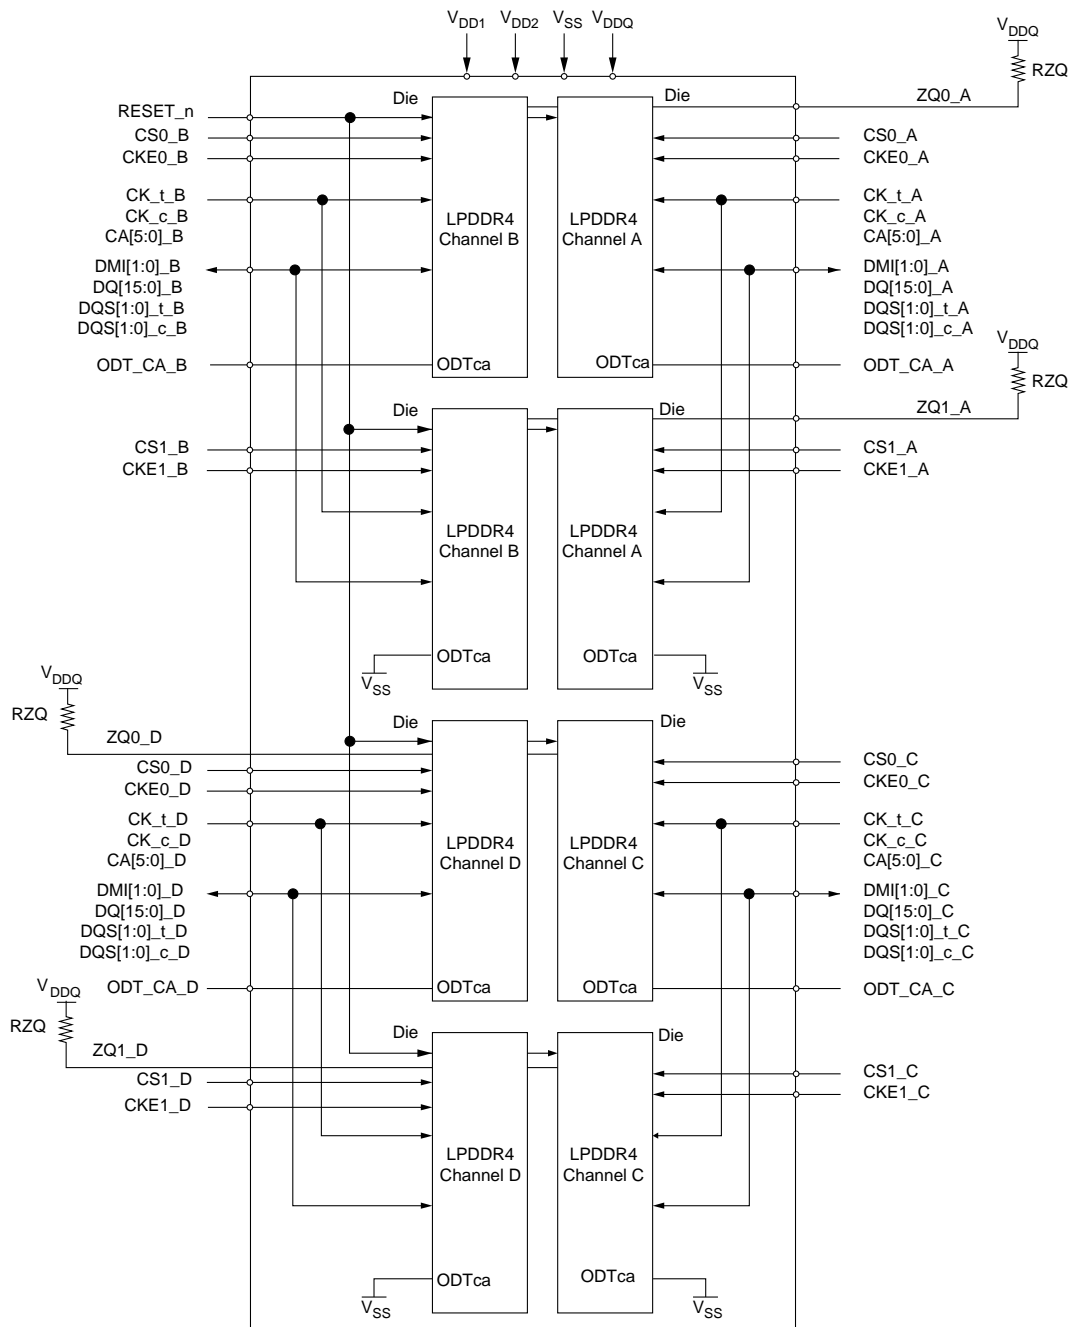 VDD1 VDD2 VSS VDDQ
VDDQ
RZQ
Die
Die
ZQ0_A
RESET_n
CS0_B
CKE0_B
CK_t_B
CK_c_B
CA[5:0]_B
DMI[1:0]_B
DQ[15:0]_B
DQS[1:0]_t_B
DQS[1:0]_c_B
ODT_CA_B
LPDDR4
Channel B
ODTca
LPDDR4
Channel A
ODTca
CS0_A
CKE0_A
CK_t_A
CK_c_A
CA[5:0]_A
DMI[1:0]_A
DQ[15:0]_A
DQS[1:0]_t_A
DQS[1:0]_c_A
ODT_CA_A
VDDQ
RZQ
Die
Die
ZQ1_A
CS1_B
CKE1_B
LPDDR4
Channel B
ODTca
VSS
LPDDR4
Channel A
ODTca
VSS
CS1_A
CKE1_A
VDDQ
RZQ
ZQ0_D
Die
Die
CS0_D
CKE0_D
CK_t_D
CK_c_D
CA[5:0]_D
DMI[1:0]_D
DQ[15:0]_D
DQS[1:0]_t_D
DQS[1:0]_c_D
ODT_CA_D
LPDDR4
Channel D
ODTca
LPDDR4
Channel C
ODTca
CS0_C
CKE0_C
CK_t_C
CK_c_C
CA[5:0]_C
DMI[1:0]_C
DQ[15:0]_C
DQS[1:0]_t_C
DQS[1:0]_c_C
ODT_CA_C
VDDQ
RZQ
ZQ1_D
Die
Die
CS1_D
CKE1_D
LPDDR4
Channel D
ODTca
VSS
LPDDR4
Channel C
ODTca
VSS
CS1_C
CKE1_C